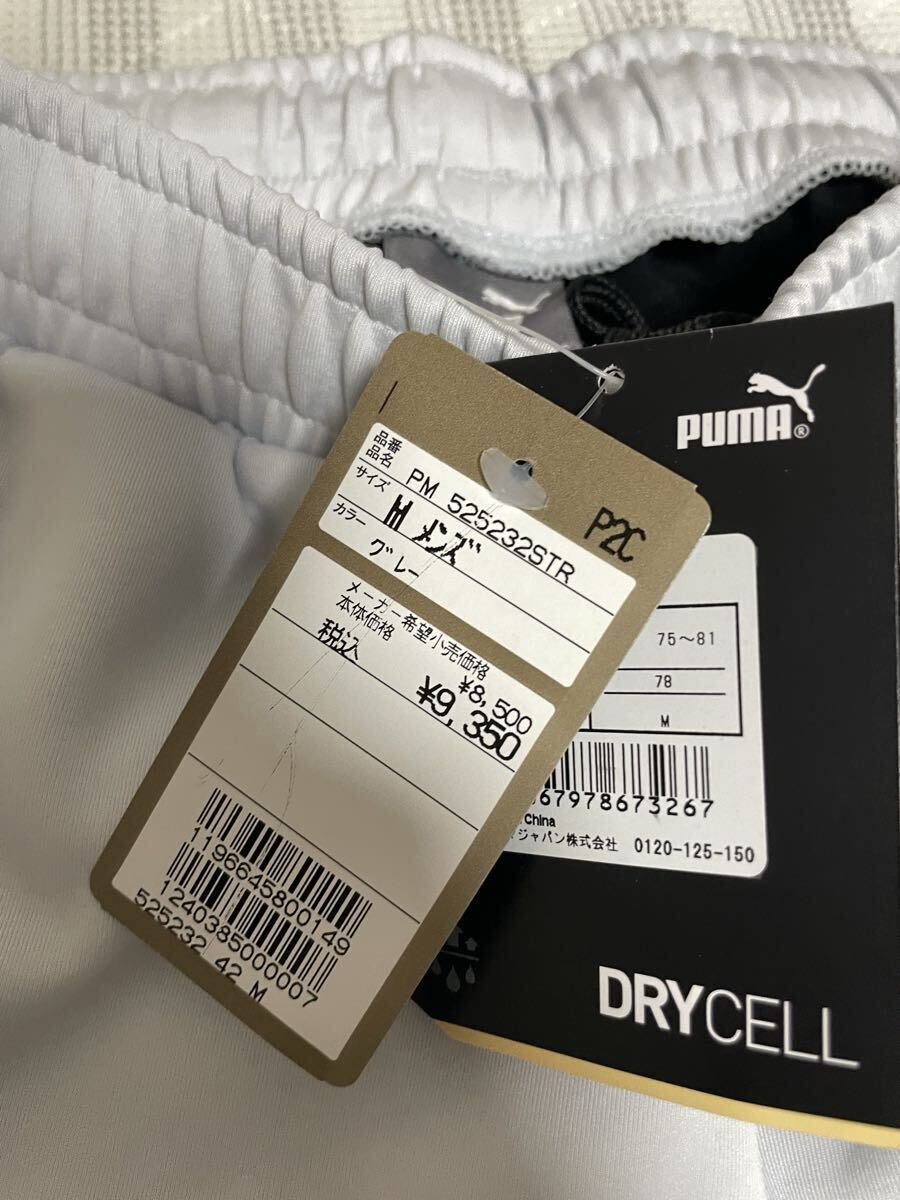 P2C
品番 PM 525232STR
品名
サイズ M メンズ
カラー グレー
メーカー希望小売価格
本体価格 ¥8,500
税込 ¥9,350
119664580​0149
1240385000007
525232 42 M
PUMA®
75～81
78
M
67978673267
China
ジャパン株式会社 0120-125-150
DRYCELL